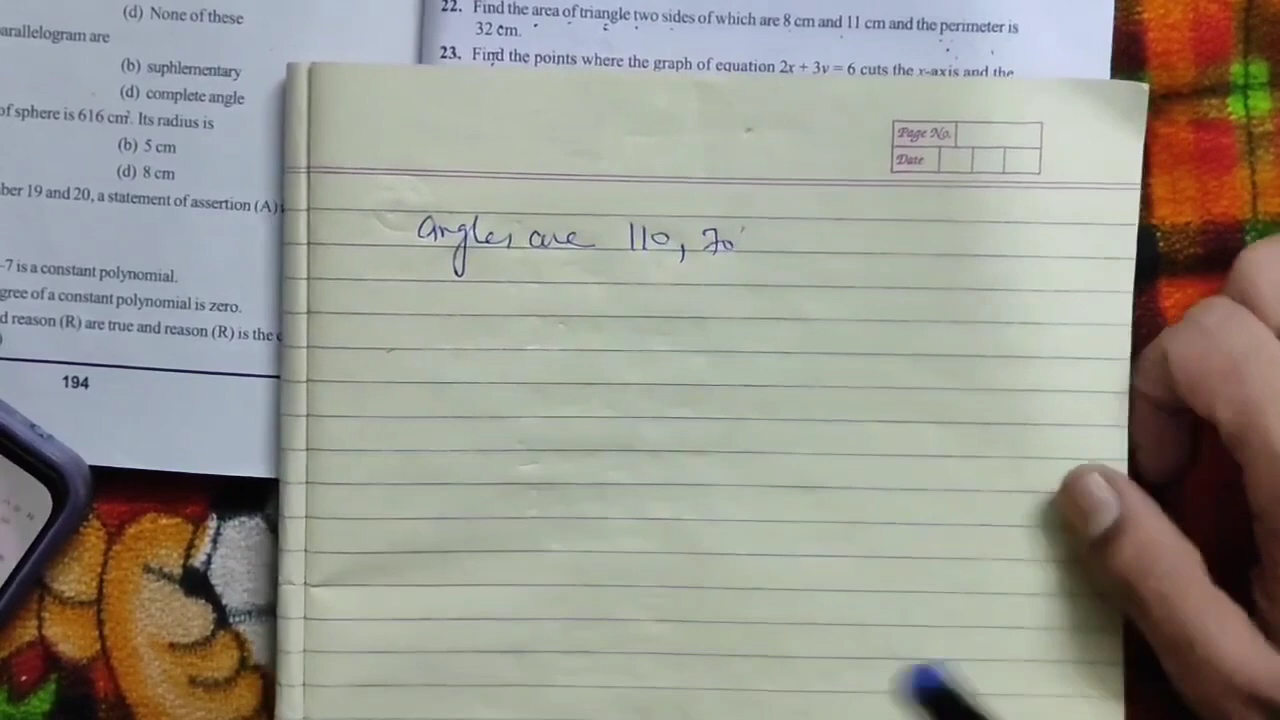 (d) None of these
arallelogram are
(b) suphlementary
(d) complete angle
of sphere is 616 cm². Its radius is
(b) 5 cm
(d) 8 cm
ber 19 and 20, a statement of assertion (A)
-7 is a constant polynomial.
gree of a constant polynomial is zero.
d reason (R) are true and reason (R) is the
194
22. Find the area of triangle two sides of which are 8 cm and 11 cm and the perimeter is
32 cm.
23. Find the points where the graph of equation 2x + 3y = 6 cuts the x-axis and the
Page No.
Date
Angles are 110, 70